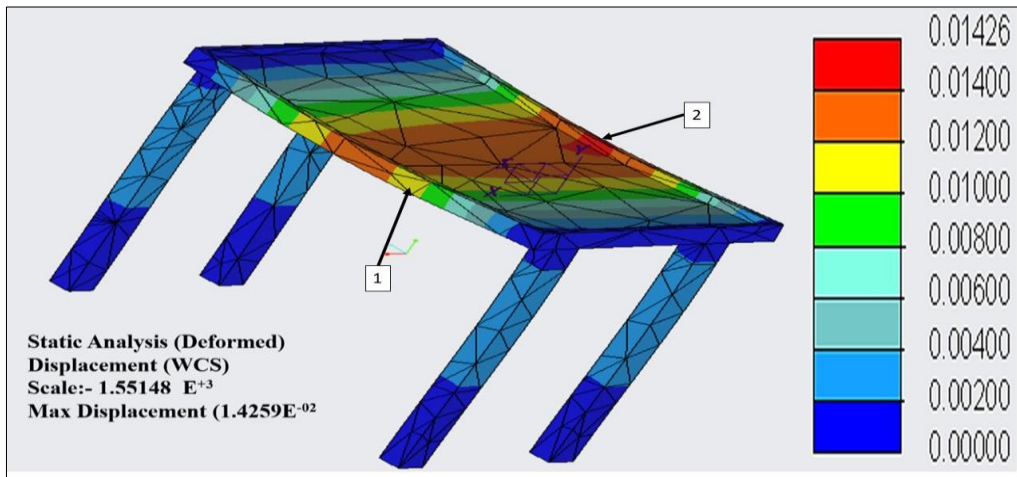 0.01426
0.01400
0.01200
0.01000
0.00800
0.00600
0.00400
0.00200
0.00000
2
1
Static Analysis (Deformed)
Displacement (WCS)
Scale:- 1.55148 E+3
Max Displacement (1.4259E-02